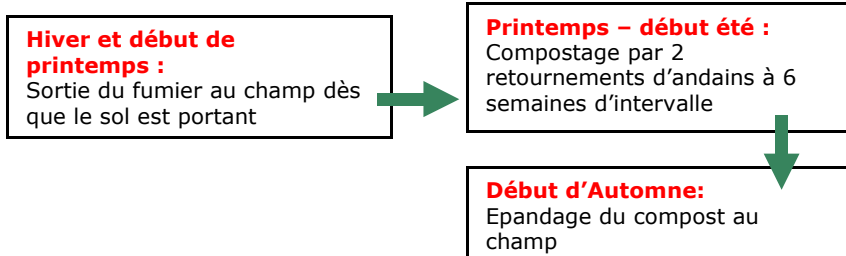 Hiver et début de
printemps :
Sortie du fumier au champ dès
que le sol est portant
Printemps – début été :
Compostage par 2
retournements d'andains à 6
semaines d'intervalle
Début d'Automne:
Epandage du compost au
champ